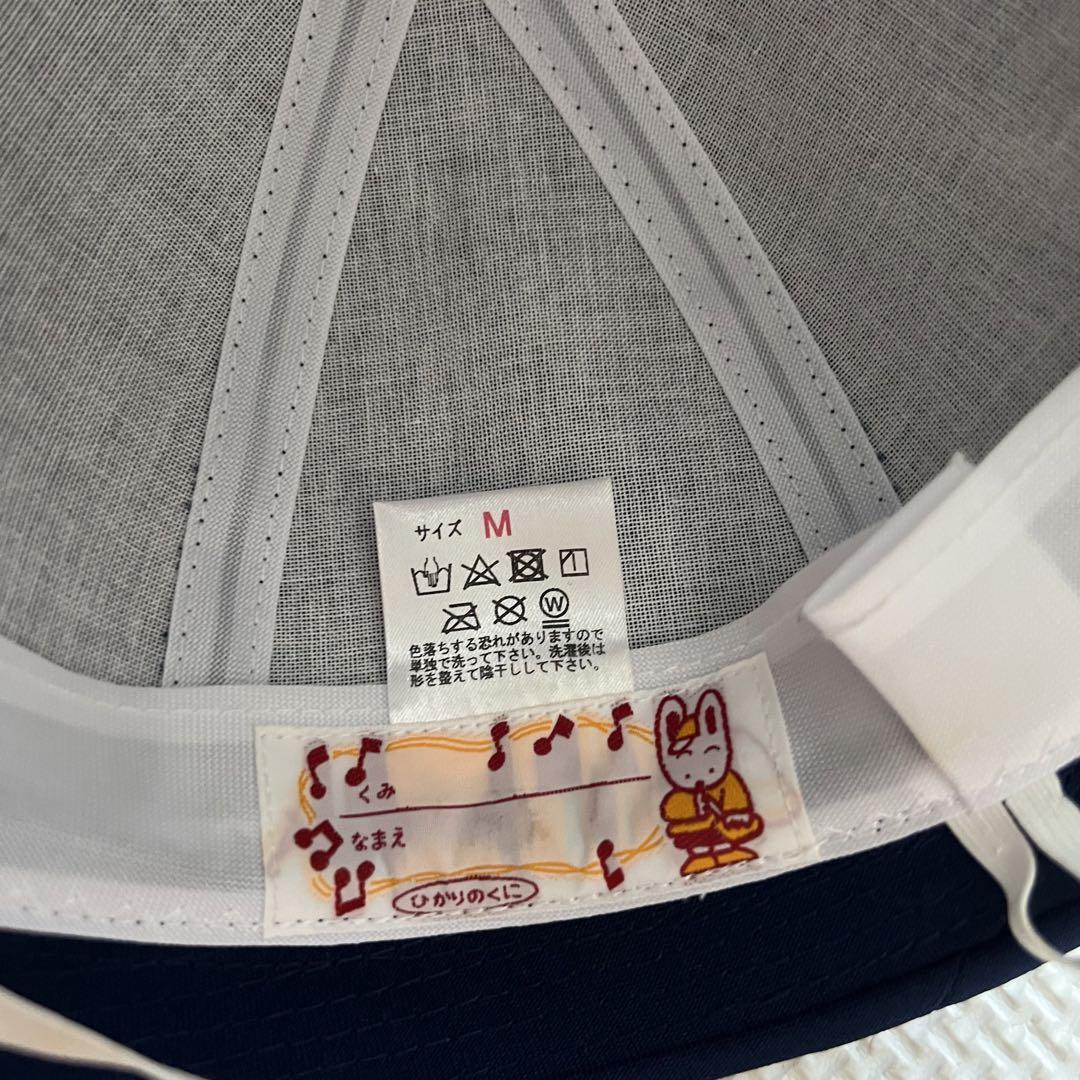 サイズ M
W
色落ちする恐れがありますので
単独で洗って下さい。洗濯後は
形を整えて陰干しして下さい。
くみ
なまえ
ひかりのくに